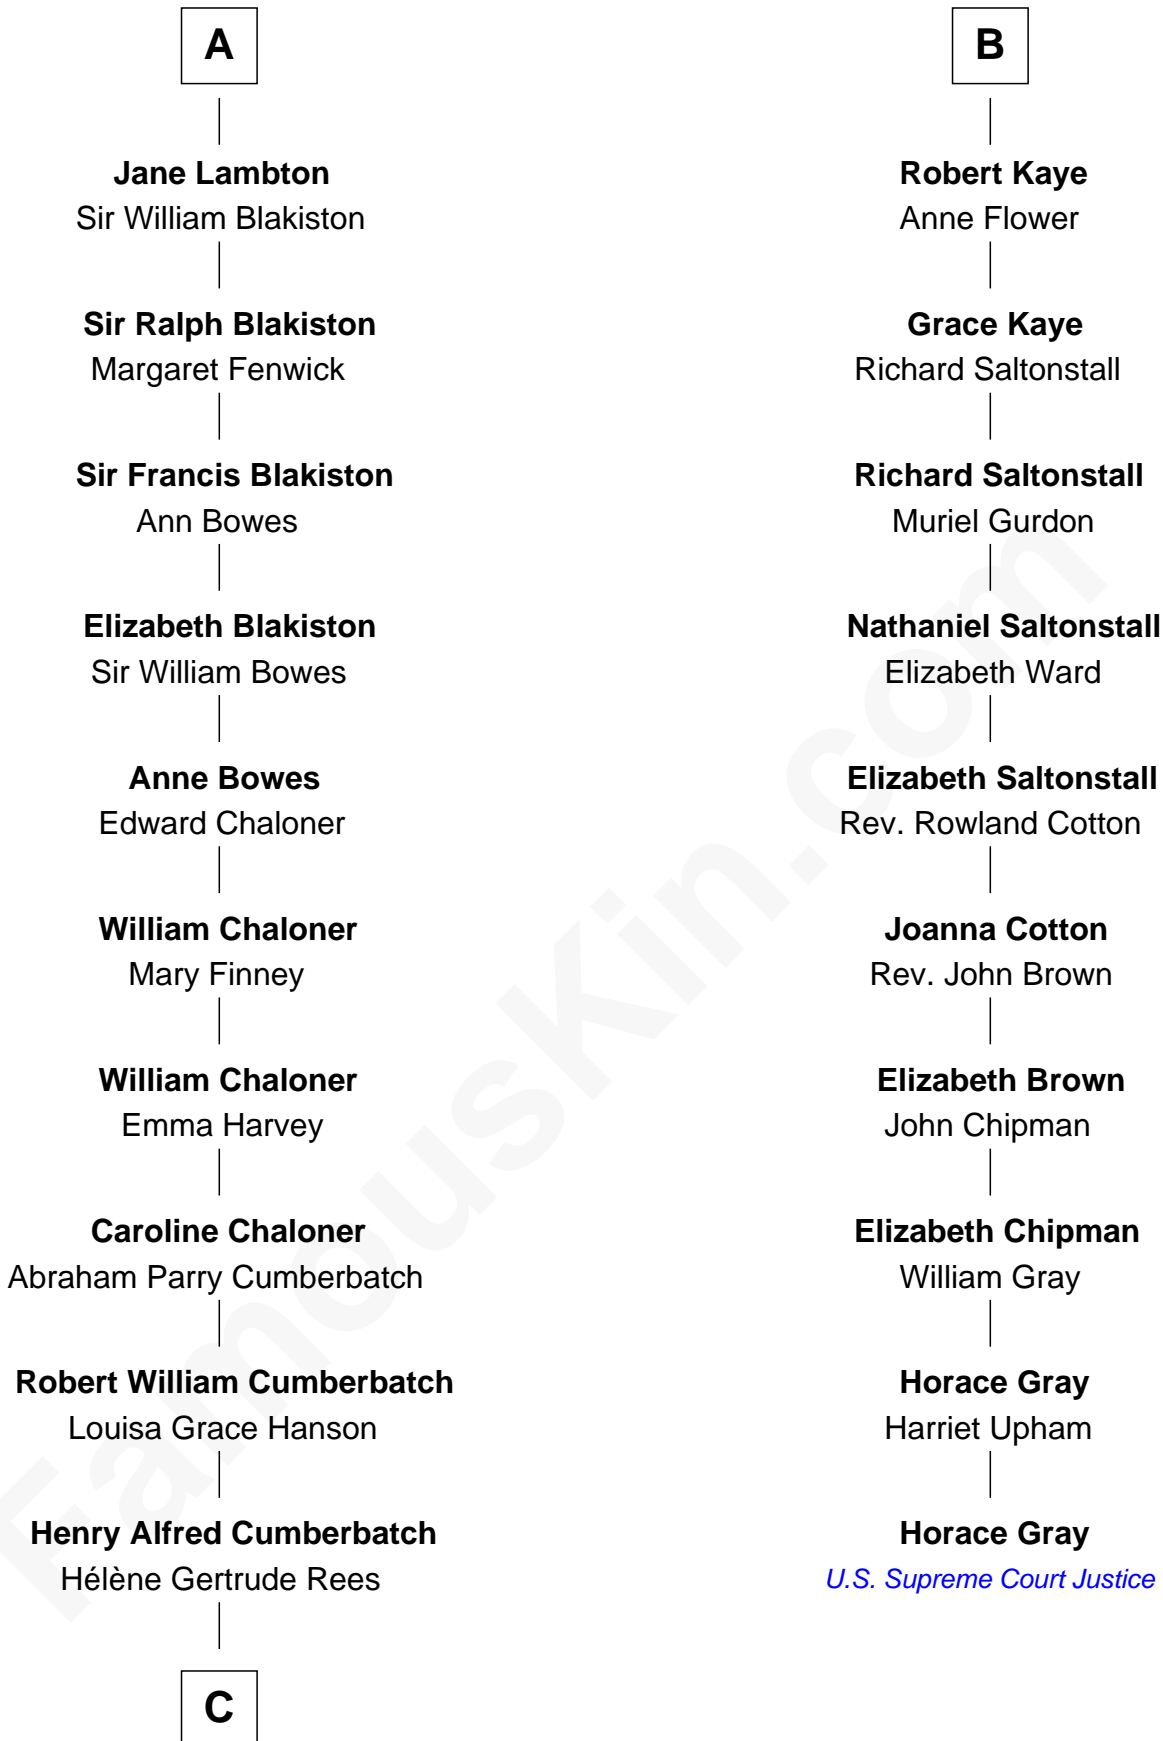 A
Jane Lambton
Sir William Blakiston
Sir Ralph Blakiston
Margaret Fenwick
Sir Francis Blakiston
Ann Bowes
Elizabeth Blakiston
Sir William Bowes
Anne Bowes
Edward Chaloner
William Chaloner
Mary Finney
William Chaloner
Emma Harvey
Caroline Chaloner
Abraham Parry Cumberbatch
Robert William Cumberbatch
Louisa Grace Hanson
Henry Alfred Cumberbatch
Hélène Gertrude Rees
C
B
Robert Kaye
Anne Flower
Grace Kaye
Richard Saltonstall
Richard Saltonstall
Muriel Gurdon
Nathaniel Saltonstall
Elizabeth Ward
Elizabeth Saltonstall
Rev. Rowland Cotton
Joanna Cotton
Rev. John Brown
Elizabeth Brown
John Chipman
Elizabeth Chipman
William Gray
Horace Gray
Harriet Upham
Horace Gray
U.S. Supreme Court Justice
FamousKin.com